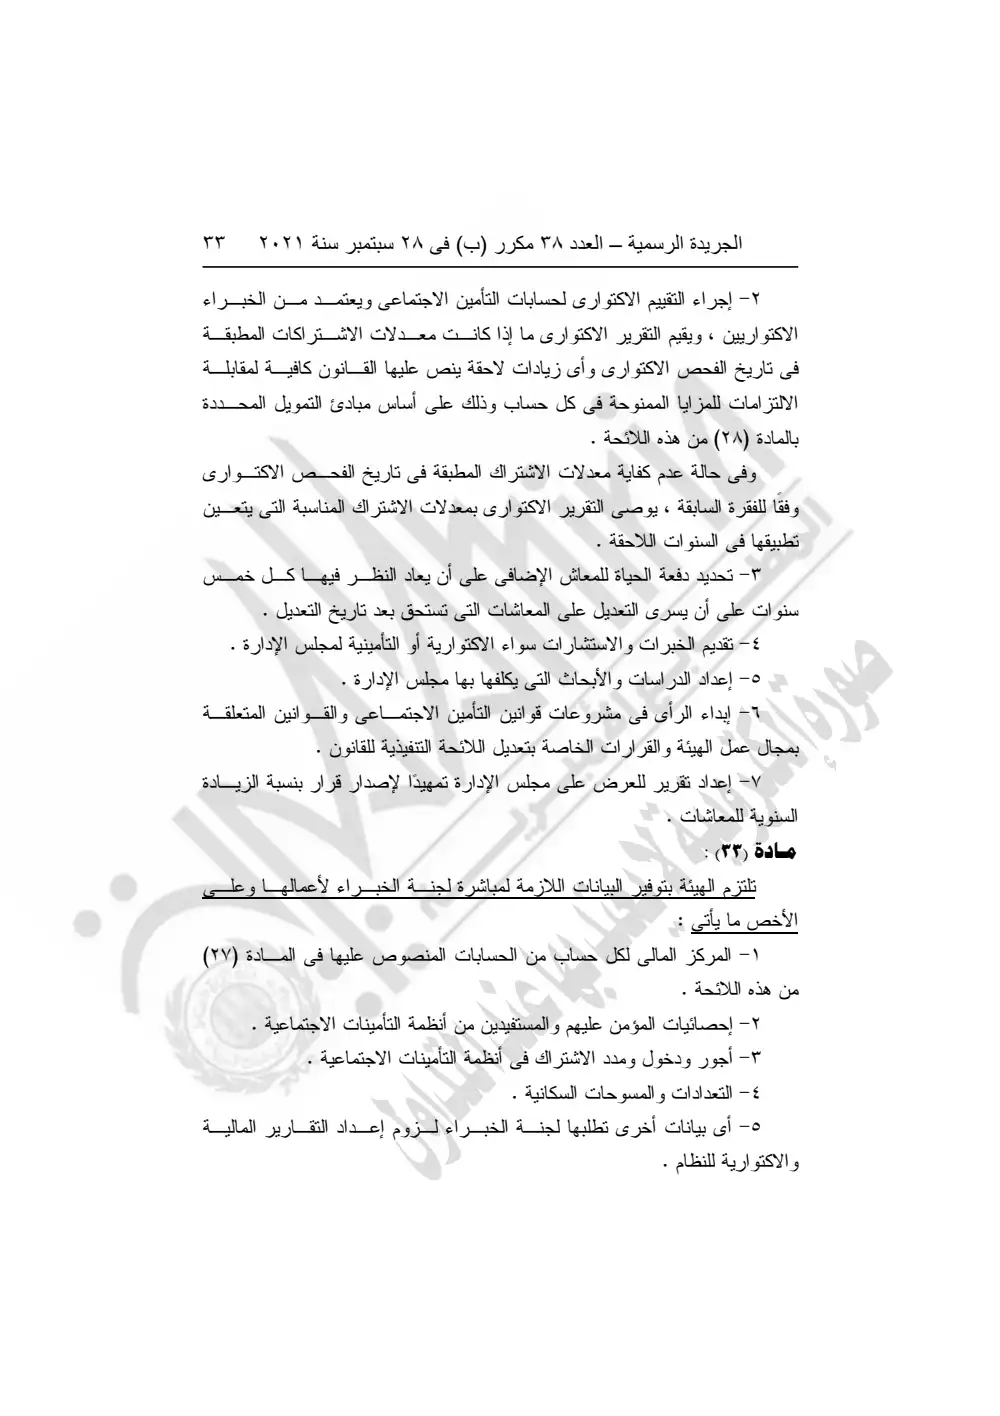 الجريدة الرسمية – العدد ٣٨ مكرر (ب) فى ٢٨ سبتمبر سنة ٢٠٢١ ٣٣
٢- إجراء التقييم الاكتوارى لحسابات التأمين الاجتماعى ويعتمد من الخبراء
الاكتواريين ، ويقيم التقرير الاكتوارى ما إذا كانت معدلات الاشتراكات المطبقة
فى تاريخ الفحص الاكتوارى وأى زيادات لاحقة ينص عليها القانون كافية لمقابلة
الالتزامات للمزايا الممنوحة فى كل حساب وذلك على أساس مبادئ التمويل المحددة
بالمادة (٢٨) من هذه اللائحة .
وفى حالة عدم كفاية معدلات الاشتراك المطبقة فى تاريخ الفحص الاكتوارى
وفقًا للفقرة السابقة ، يوصى التقرير الاكتوارى بمعدلات الاشتراك المناسبة التى يتعين
تطبيقها فى السنوات اللاحقة .
٣- تحديد دفعة الحياة للمعاش الإضافى على أن يعاد النظر فيها كل خمس
سنوات على أن يسرى التعديل على المعاشات التى تستحق بعد تاريخ التعديل .
٤- تقديم الخبرات والاستشارات سواء الاكتوارية أو التأمينية لمجلس الإدارة .
٥- إعداد الدراسات والأبحاث التى يكلفها بها مجلس الإدارة .
٦- إبداء الرأى فى مشروعات قوانين التأمين الاجتماعى والقوانين المتعلقة
بمجال عمل الهيئة والقرارات الخاصة بتعديل اللائحة التنفيذية للقانون .
٧- إعداد تقرير للعرض على مجلس الإدارة تمهيدًا لإصدار قرار بنسبة الزيادة
السنوية للمعاشات .
مادة (٣٣) :
تلتزم الهيئة بتوفير البيانات اللازمة لمباشرة لجنة الخبراء لأعمالها وعلى
الأخص ما يأتى :
١- المركز المالى لكل حساب من الحسابات المنصوص عليها فى المادة (٢٧)
من هذه اللائحة .
٢- إحصائيات المؤمن عليهم والمستفيدين من أنظمة التأمينات الاجتماعية .
٣- أجور ودخول ومدد الاشتراك فى أنظمة التأمينات الاجتماعية .
٤- التعدادات والمسوحات السكانية .
٥- أى بيانات أخرى تطلبها لجنة الخبراء لزوم إعداد التقارير المالية
والاكتوارية للنظام .
صورة إلكترونية لا يعتد بها عند التداول